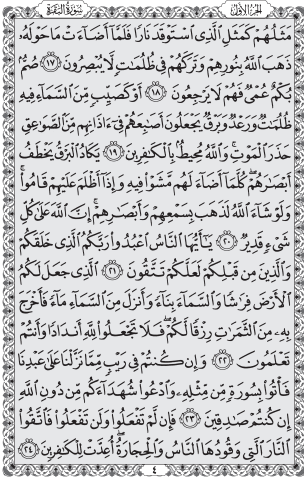 الجزء الأول سورة البقرة
مَثَلُهُمْ كَمَثَلِ الَّذِي اسْتَوْقَدَ نَارًا فَلَمَّا أَضَاءَتْ مَا حَوْلَهُ
ذَهَبَ اللَّهُ بِنُورِهِمْ وَتَرَكَهُمْ فِي ظُلُمَاتٍ لَّا يُبْصِرُونَ ﴿١٧﴾ صُمٌّ
بُكْمٌ عُمْيٌ فَهُمْ لَا يَرْجِعُونَ ﴿١٨﴾ أَوْ كَصَيِّبٍ مِّنَ السَّمَاءِ فِيهِ
ظُلُمَاتٌ وَرَعْدٌ وَبَرْقٌ يَجْعَلُونَ أَصَابِعَهُمْ فِي آذَانِهِم مِّنَ الصَّوَاعِقِ
حَذَرَ الْمَوْتِ ۚ وَاللَّهُ مُحِيطٌ بِالْكَافِرِينَ ﴿١٩﴾ يَكَادُ الْبَرْقُ يَخْطَفُ
أَبْصَارَهُمْ ۖ كُلَّمَا أَضَاءَ لَهُم مَّشَوْا فِيهِ وَإِذَا أَظْلَمَ عَلَيْهِمْ قَامُوا ۚ
وَلَوْ شَاءَ اللَّهُ لَذَهَبَ بِسَمْعِهِمْ وَأَبْصَارِهِمْ ۚ إِنَّ اللَّهَ عَلَىٰ كُلِّ
شَيْءٍ قَدِيرٌ ﴿٢٠﴾ يَا أَيُّهَا النَّاسُ اعْبُدُوا رَبَّكُمُ الَّذِي خَلَقَكُمْ
وَالَّذِينَ مِن قَبْلِكُمْ لَعَلَّكُمْ تَتَّقُونَ ﴿٢١﴾ الَّذِي جَعَلَ لَكُمُ
الْأَرْضَ فِرَاشًا وَالسَّمَاءَ بِنَاءً وَأَنزَلَ مِنَ السَّمَاءِ مَاءً فَأَخْرَجَ
بِهِ مِنَ الثَّمَرَاتِ رِزْقًا لَّكُمْ ۖ فَلَا تَجْعَلُوا لِلَّهِ أَندَادًا وَأَنتُمْ
تَعْلَمُونَ ﴿٢٢﴾ وَإِن كُنتُمْ فِي رَيْبٍ مِّمَّا نَزَّلْنَا عَلَىٰ عَبْدِنَا
فَأْتُوا بِسُورَةٍ مِّن مِّثْلِهِ وَادْعُوا شُهَدَاءَكُم مِّن دُونِ اللَّهِ
إِن كُنتُمْ صَادِقِينَ ﴿٢٣﴾ فَإِن لَّمْ تَفْعَلُوا وَلَن تَفْعَلُوا فَاتَّقُوا
النَّارَ الَّتِي وَقُودُهَا النَّاسُ وَالْحِجَارَةُ ۖ أُعِدَّتْ لِلْكَافِرِينَ ﴿٢٤﴾
٤